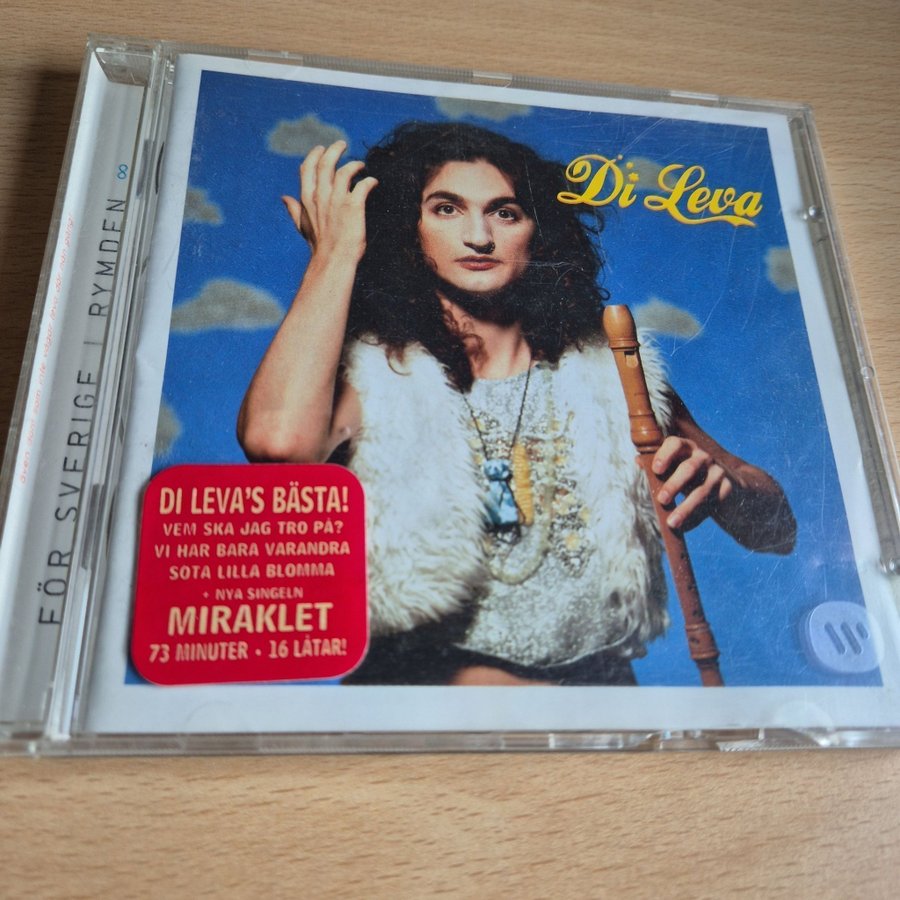 Di Leva
FÖR SVERIGE I RYMDEN ∞
DI LEVA'S BÄSTA!
VEM SKA JAG TRO PÅ?
VI HAR BARA VARANDRA
SOTA LILLA BLOMMA
+ NYA SINGELN
MIRAKLET
73 MINUTER • 16 LÅTAR!